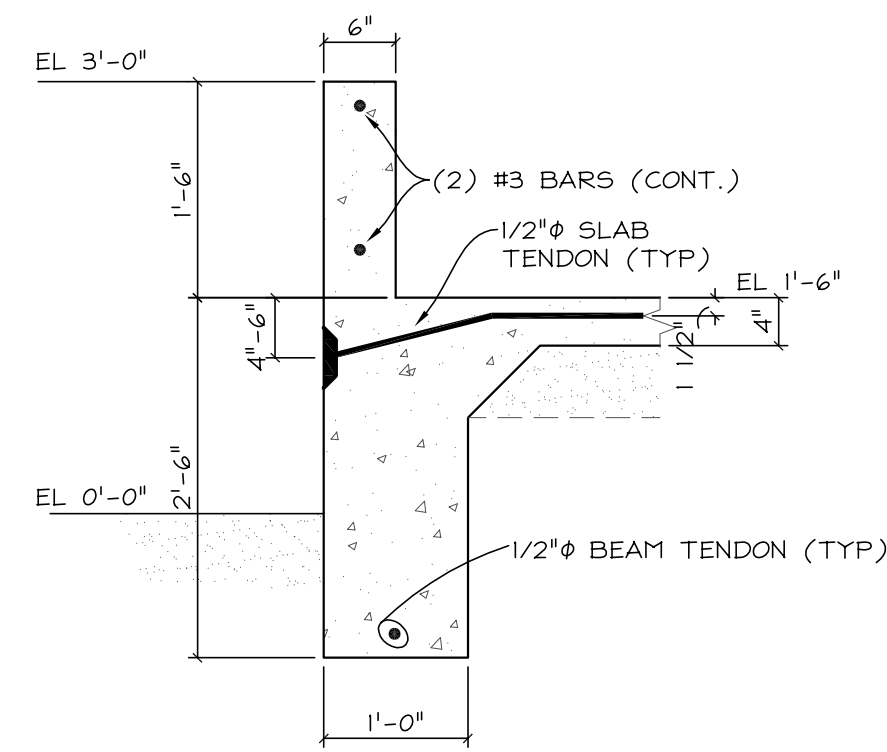 6"
EL 3'-0"
1'-6"
(2) #3 BARS (CONT.)
1/2"ϕ SLAB
TENDON (TYP)
EL 1'-6"
4"-6"
4"
1 1/2"
2'-6"
EL 0'-0"
1/2"ϕ BEAM TENDON (TYP)
1'-0"